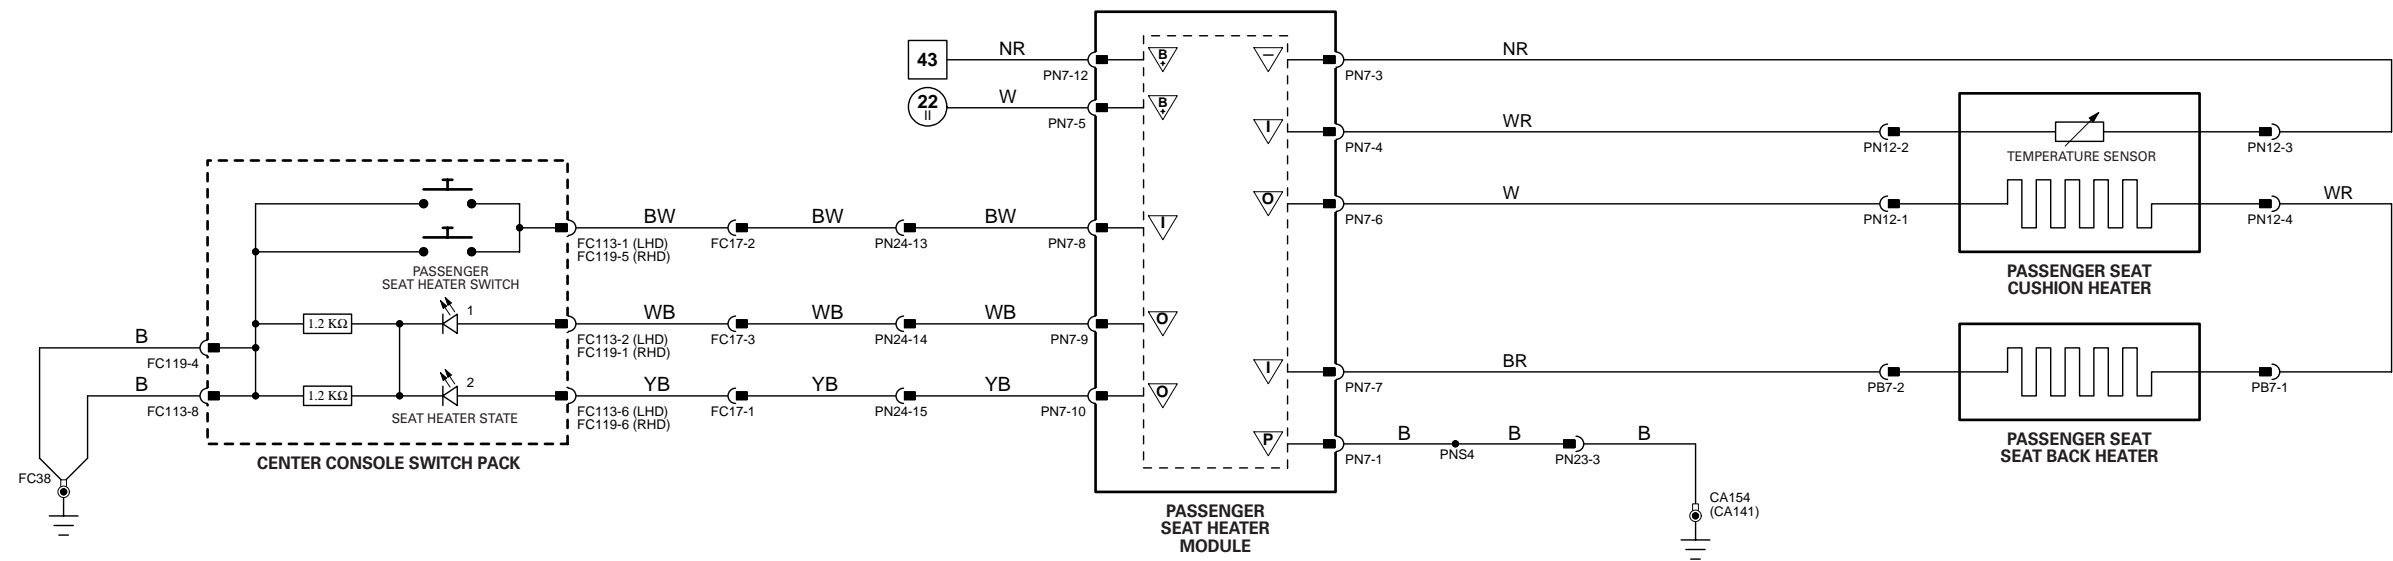 43
NR
PN7-12
22
II
W
PN7-5
B
+
B
+
I
O
O
–
I
O
I
P
NR
PN7-3
WR
PN7-4
PN12-2
TEMPERATURE SENSOR
PN12-3
W
PN7-6
PN12-1
PN12-4
WR
PASSENGER SEAT
CUSHION HEATER
BR
PN7-7
PB7-2
PB7-1
PASSENGER SEAT
SEAT BACK HEATER
B
PN7-1
PNS4
B
PN23-3
B
CA154
(CA141)
PASSENGER
SEAT HEATER
MODULE
PASSENGER
SEAT HEATER SWITCH
BW
BW
BW
FC113-1 (LHD)
FC119-5 (RHD)
FC17-2
PN24-13
PN7-8
1.2 KΩ
1
WB
WB
WB
FC113-2 (LHD)
FC119-1 (RHD)
FC17-3
PN24-14
PN7-9
1.2 KΩ
2
SEAT HEATER STATE
YB
YB
YB
FC113-6 (LHD)
FC119-6 (RHD)
FC17-1
PN24-15
PN7-10
B
FC119-4
B
FC113-8
FC38
CENTER CONSOLE SWITCH PACK